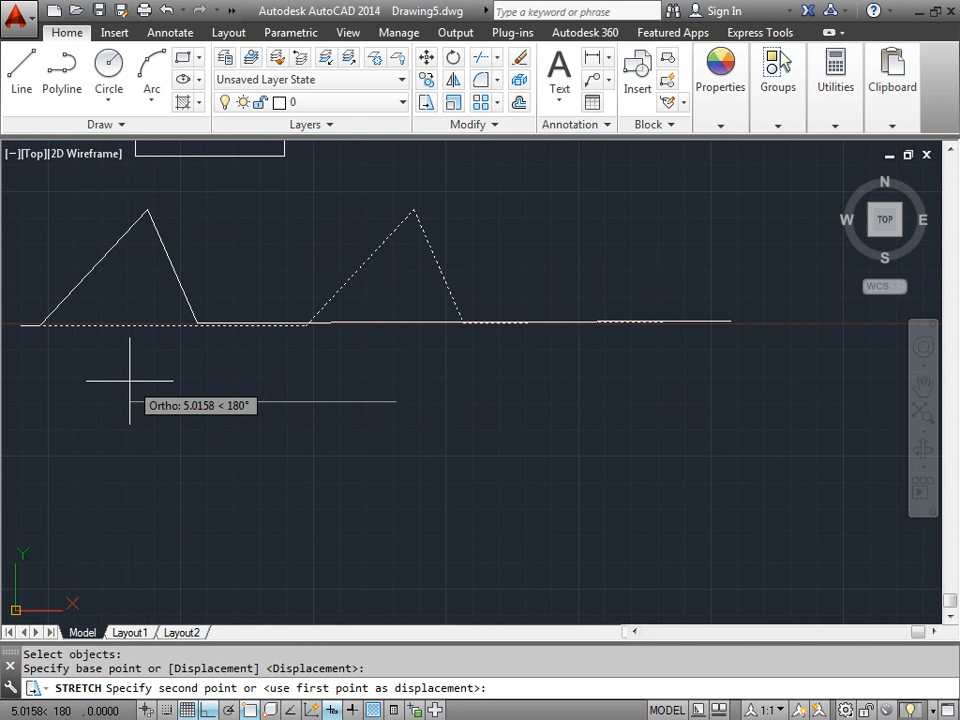 Autodesk AutoCAD 2014 Drawing5.dwg
Type a keyword or phrase
Sign In
Home Insert Annotate Layout Parametric View Manage Output Plug-ins Autodesk 360 Featured Apps Express Tools
Unsaved Layer State
0
Line Polyline Circle Arc Text Insert Properties Groups Utilities Clipboard
Draw Layers Modify Annotation Block
[−][Top][2D Wireframe]
N
W TOP E
S
WCS
Ortho: 5.0158 < 180°
Y
X
Model Layout1 Layout2
Select objects:
Specify base point or [Displacement] <Displacement>:
STRETCH Specify second point or <use first point as displacement>:
5.0158< 180 , 0.0000
MODEL 1:1